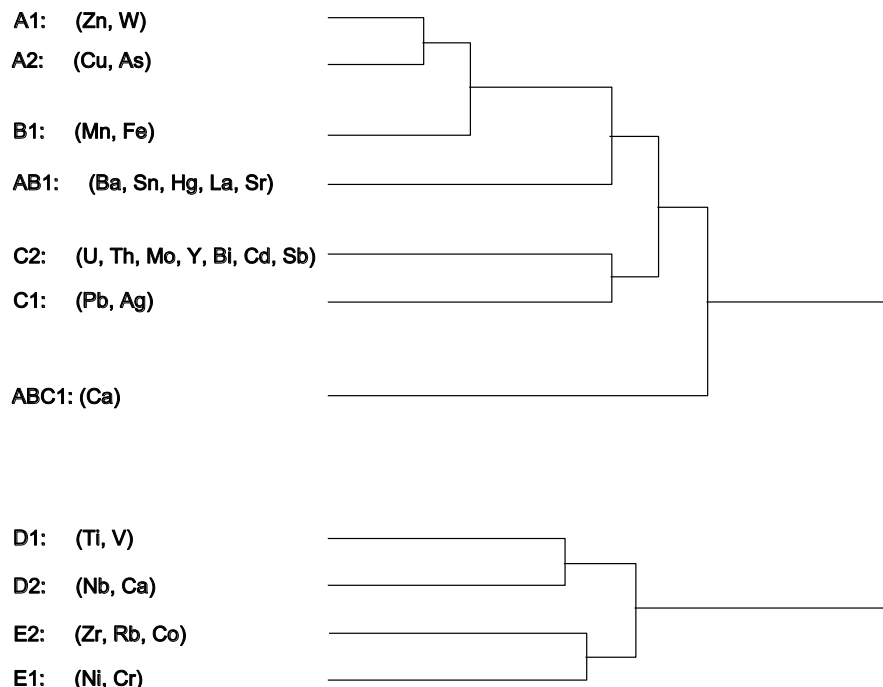 A1: (Zn, W)
A2: (Cu, As)
B1: (Mn, Fe)
AB1: (Ba, Sn, Hg, La, Sr)
C2: (U, Th, Mo, Y, Bi, Cd, Sb)
C1: (Pb, Ag)
ABC1: (Ca)
D1: (Ti, V)
D2: (Nb, Ca)
E2: (Zr, Rb, Co)
E1: (Ni, Cr)